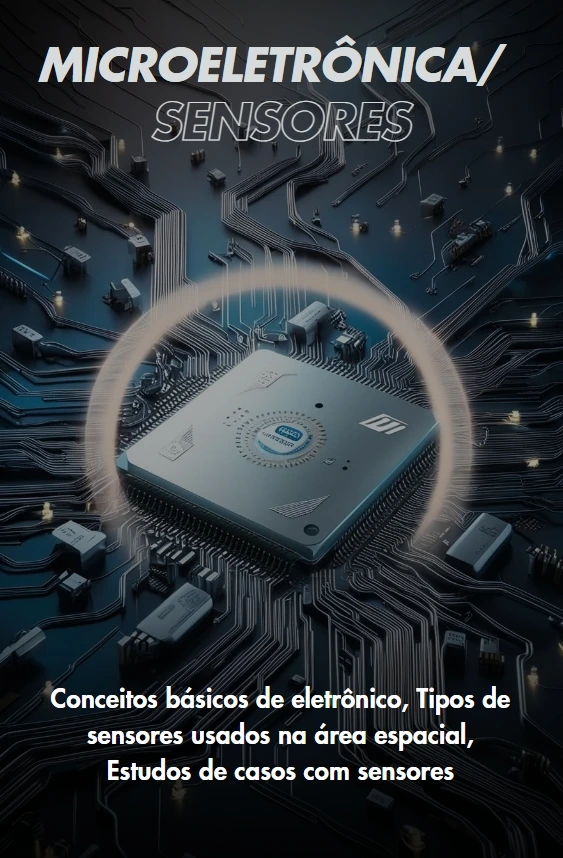 MICROELETRÔNICA/
SENSORES
Conceitos básicos de eletrônico, Tipos de
sensores usados na área espacial,
Estudos de casos com sensores